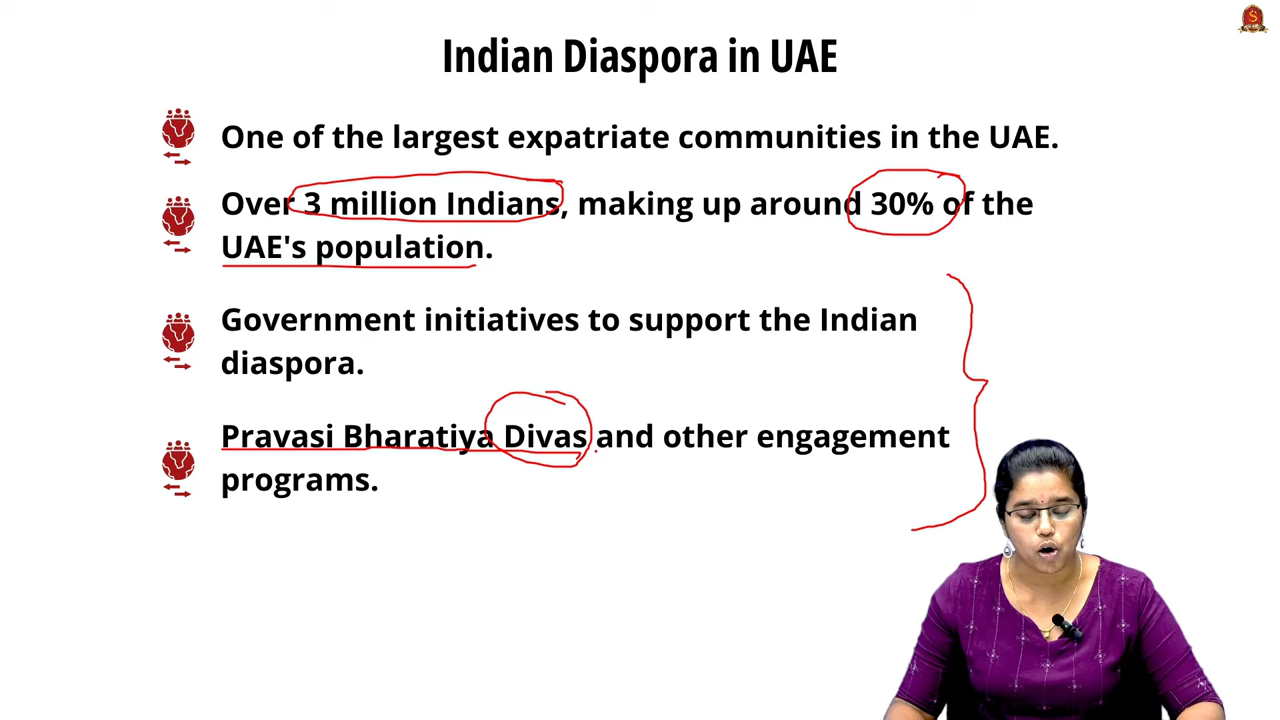 Indian Diaspora in UAE
One of the largest expatriate communities in the UAE.
Over 3 million Indians, making up around 30% of the
UAE's population.
Government initiatives to support the Indian
diaspora.
Pravasi Bharatiya Divas and other engagement
programs.